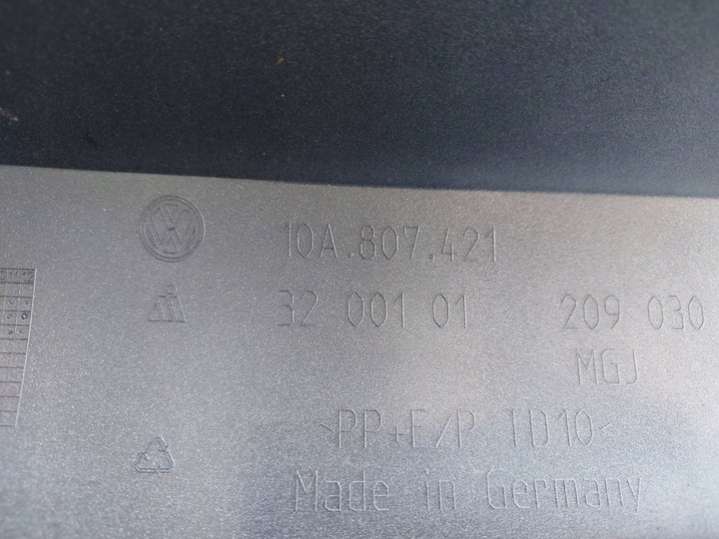 10A.807.421
32 001 01 209 030
MGJ
>PP+E/P TD10<
Made in Germany